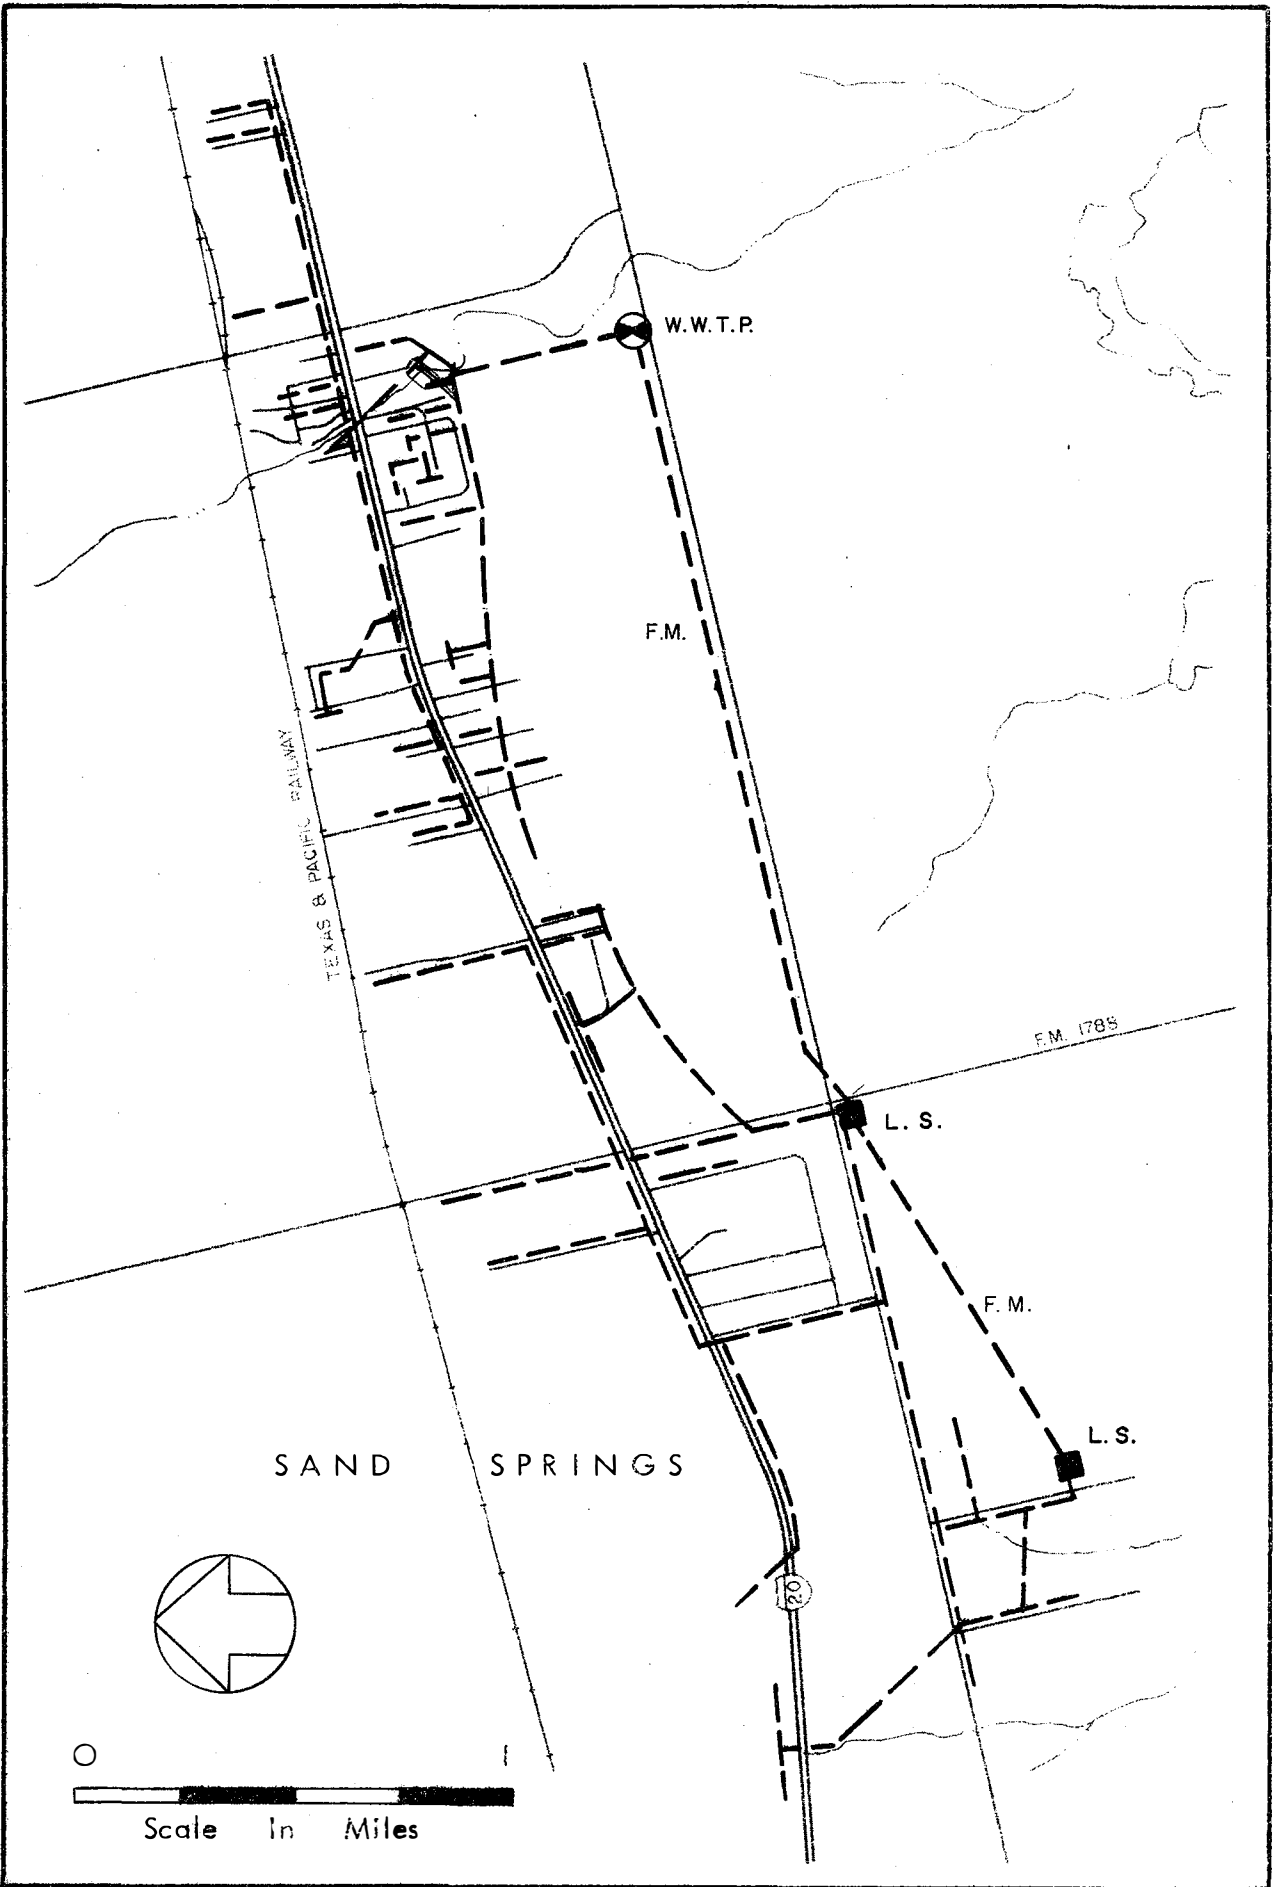 W.W.T.P.
F.M.
TEXAS & PACIFIC RAILWAY
F.M. 1788
L. S.
F. M.
L. S.
SAND SPRINGS
20
0 1
Scale In Miles